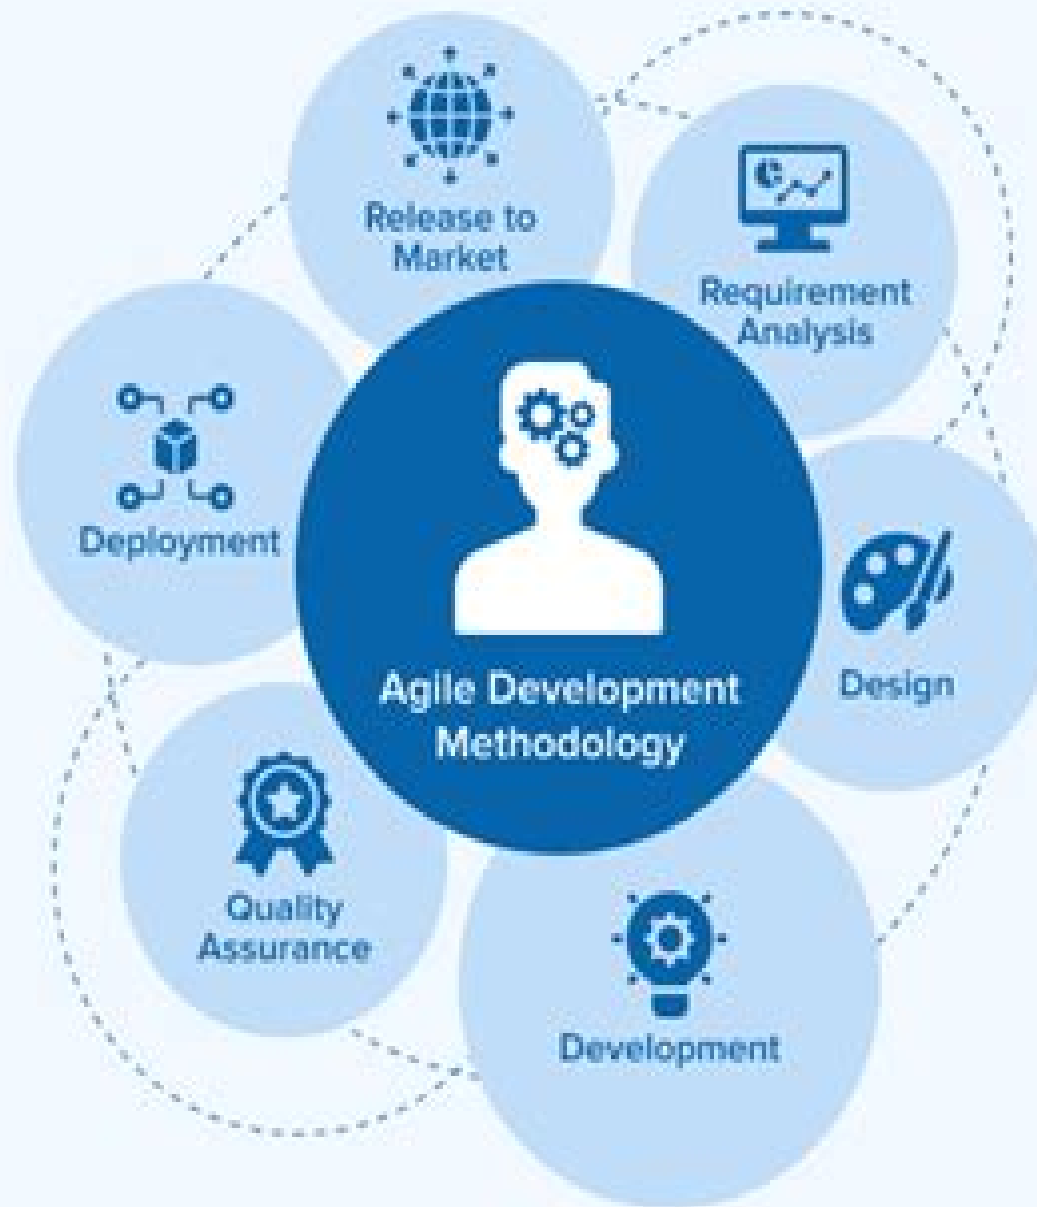 Release to
Market
Requirement
Analysis
Deployment
Design
Agile Development
Methodology
Quality
Assurance
Development